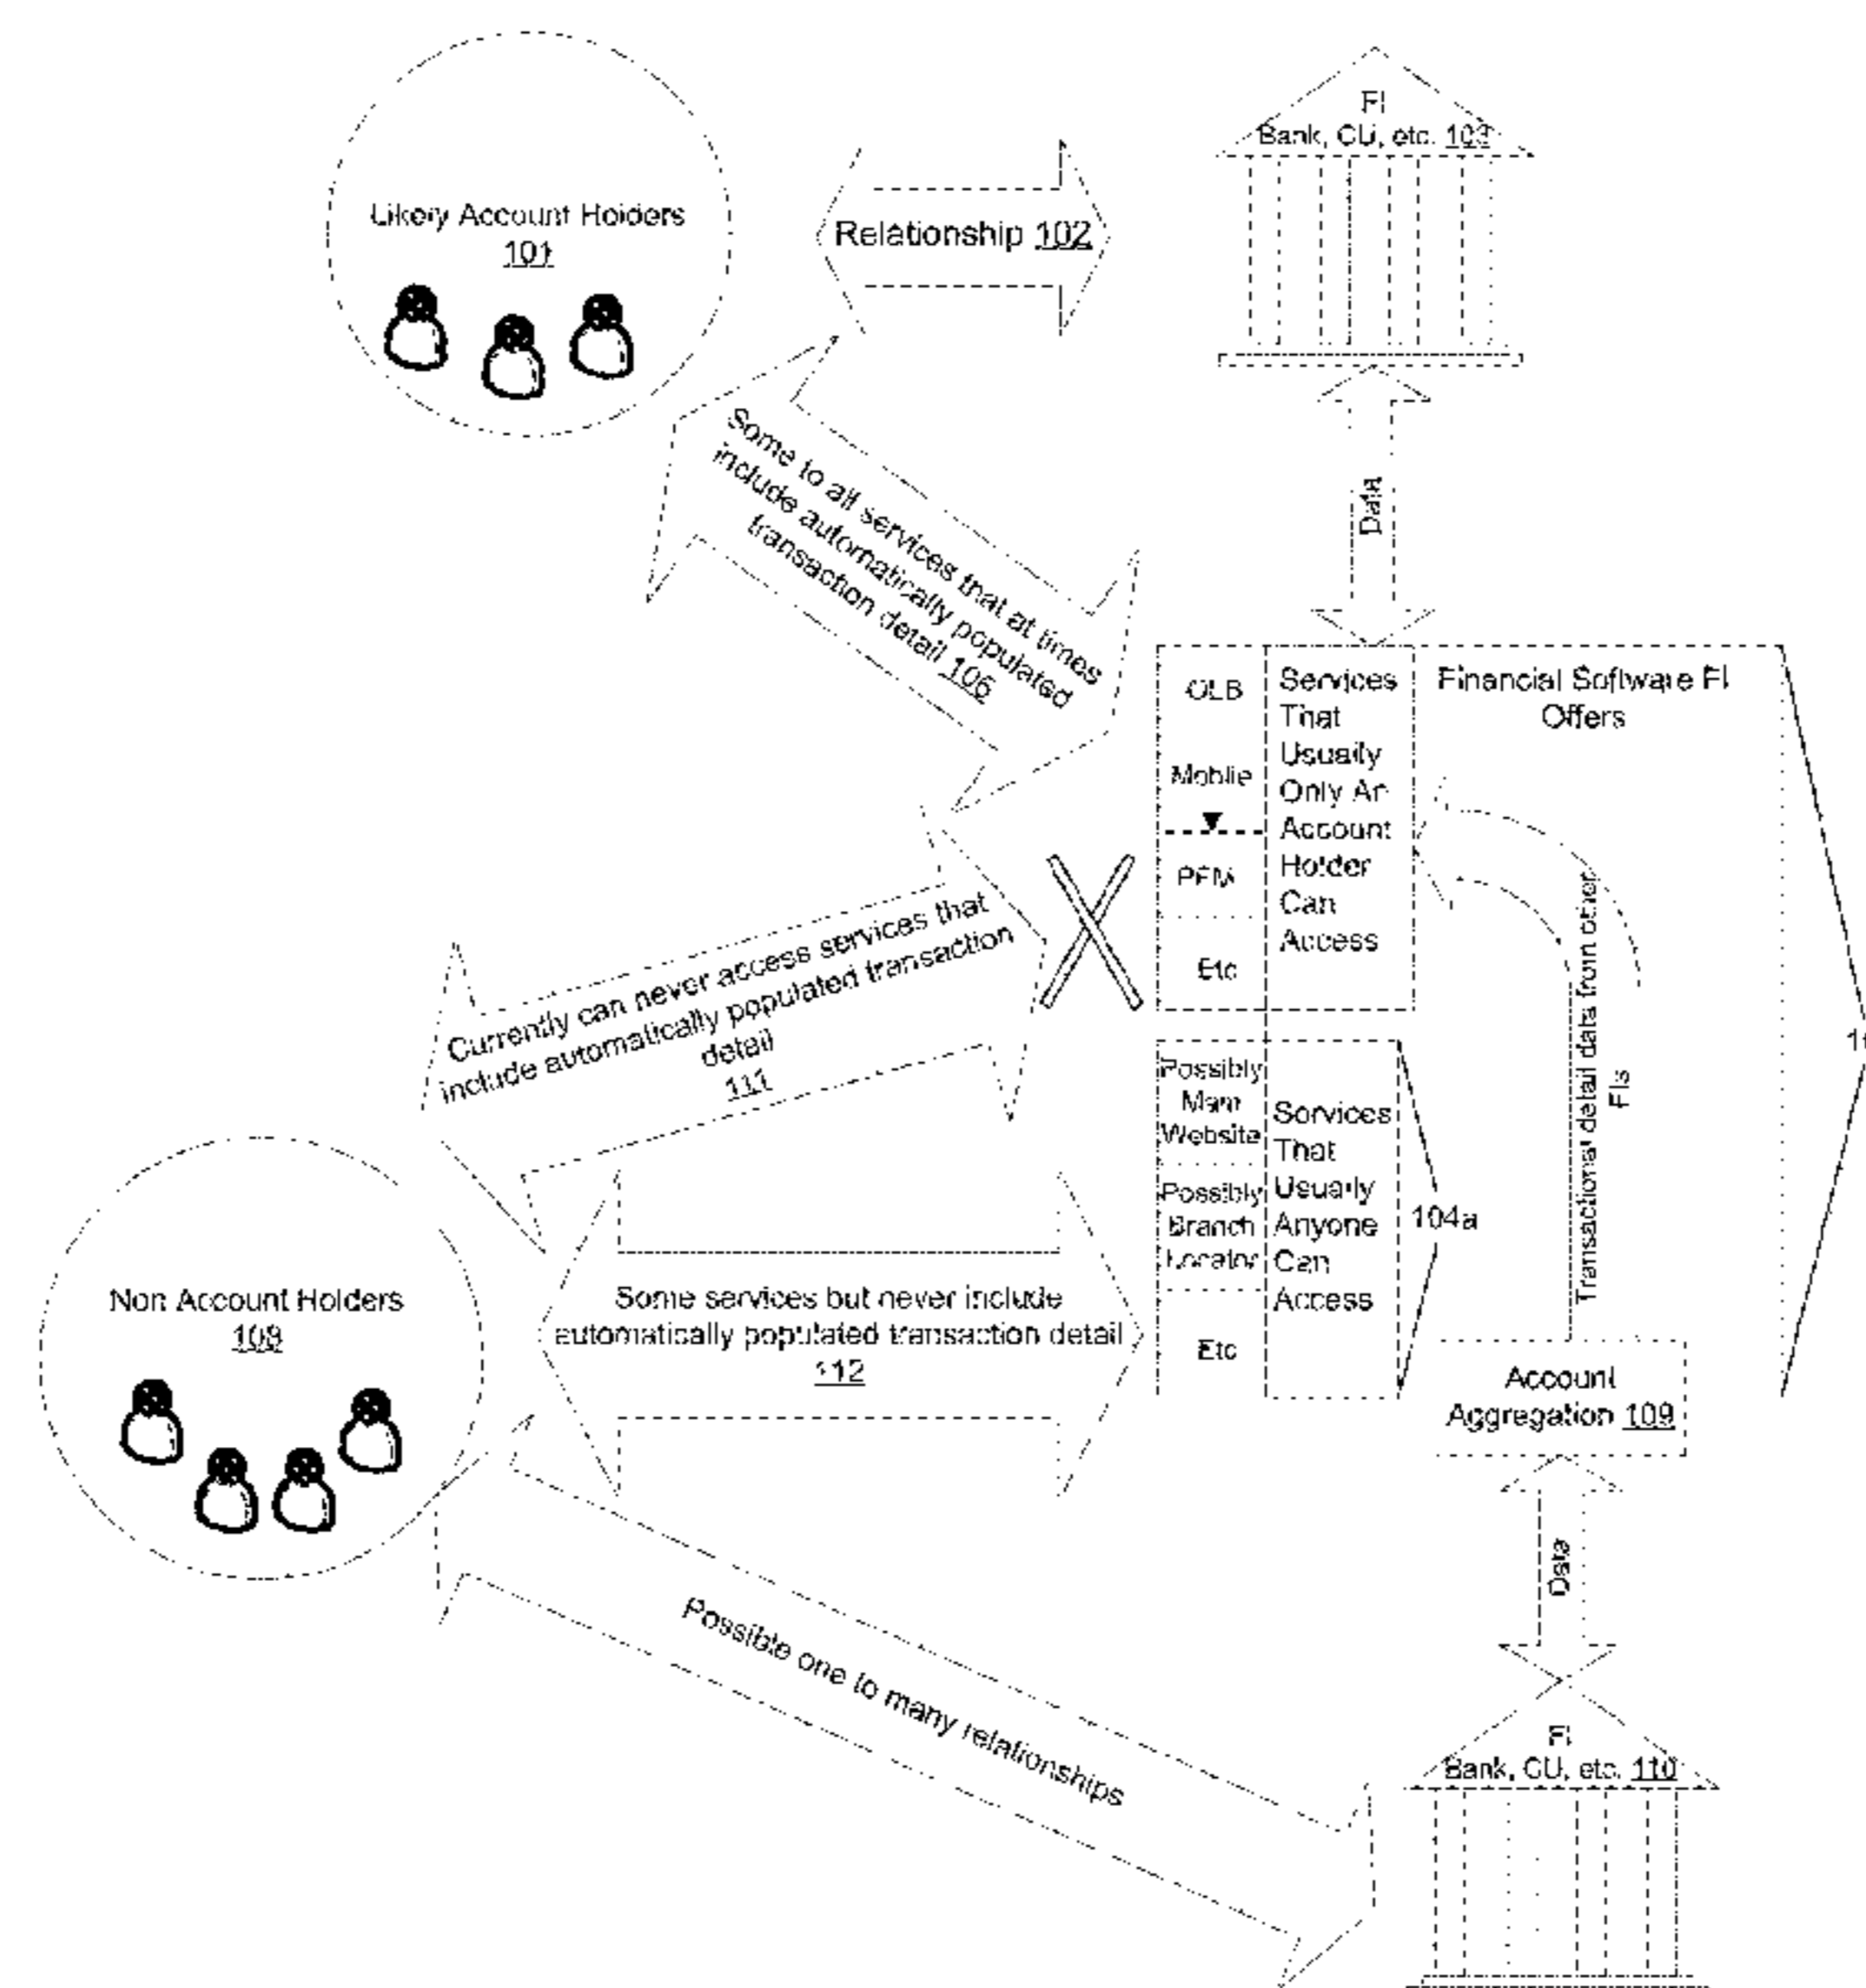 FI
Bank, CU, etc. 103
Likely Account Holders
101
Relationship 102
Some to all services that at times
include automatically populated
transaction detail 106
Data
OLB
Mobile
PFM
Etc
Services
That
Usually
Only An
Account
Holder
Can
Access
Financial Software FI
Offers
Currently can never access services that
include automatically populated transaction
detail
111
Transactional detail data from other
FIs
Possibly
Main
Website
Possibly
Branch
Locator
Etc
Services
That
Usually
Anyone
Can
Access
104a
Non Account Holders
108
Some services but never include
automatically populated transaction detail
112
Account
Aggregation 109
Data
Possible one to many relationships
FI
Bank, CU, etc. 110